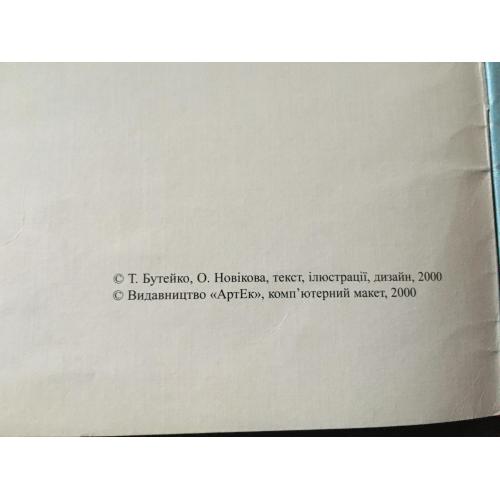 © Т. Бутейко, О. Новікова, текст, ілюстрації, дизайн, 2000
© Видавництво «АртЕк», комп’ютерний макет, 2000